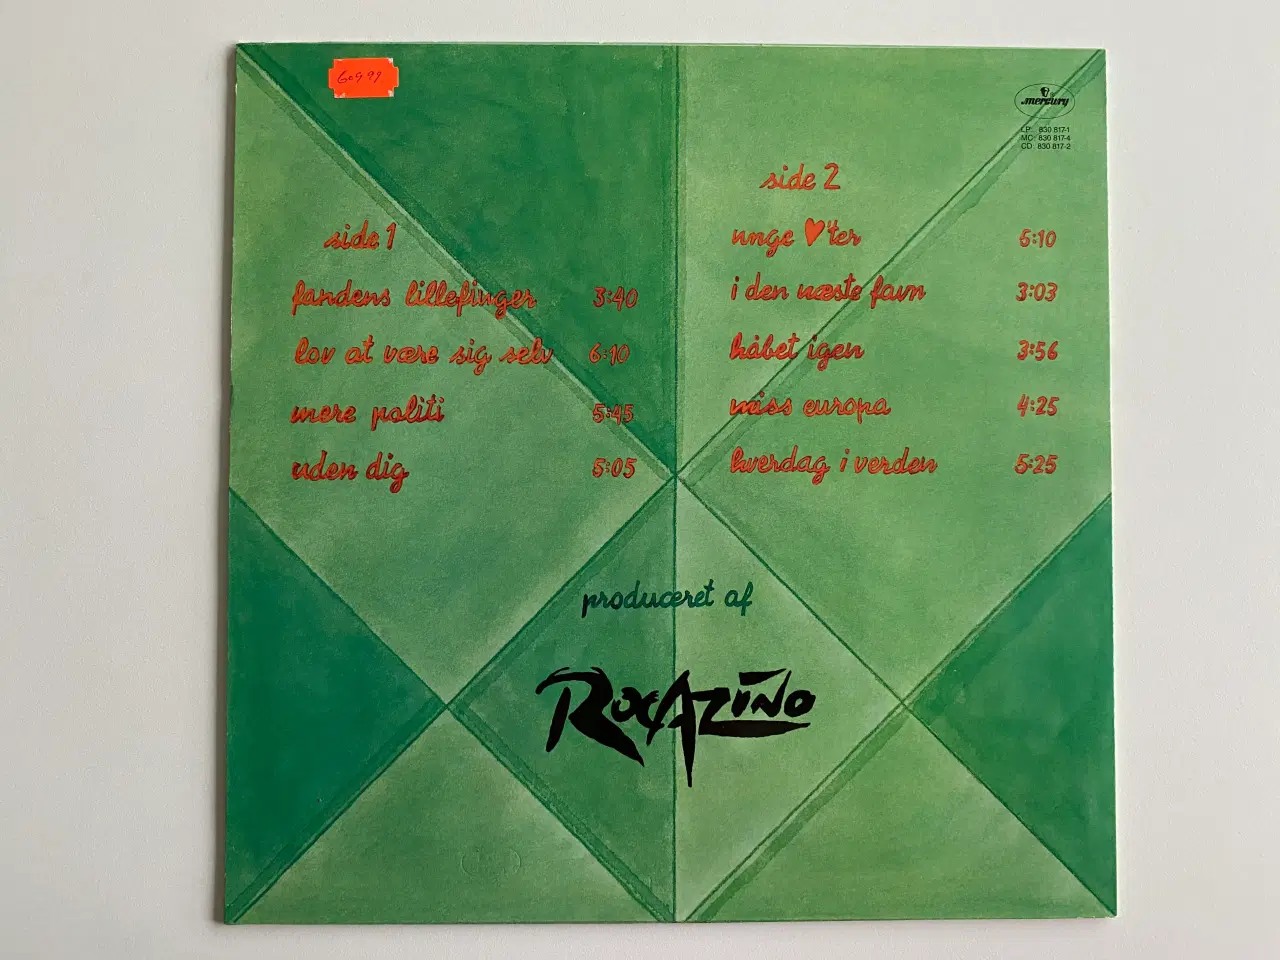 60999
mercury
LP: 830 817-1
MC: 830 817-4
CD: 830 817-2
side 1
fandens lillefinger 3:40
lov at være sig selv 6:10
mere politi 5:45
uden dig 5:05
side 2
unge ♥'ter 5:10
i den næste favn 3:03
håbet igen 3:56
miss europa 4:25
hverdag i verden 5:25
produceret af
ROCAZINO